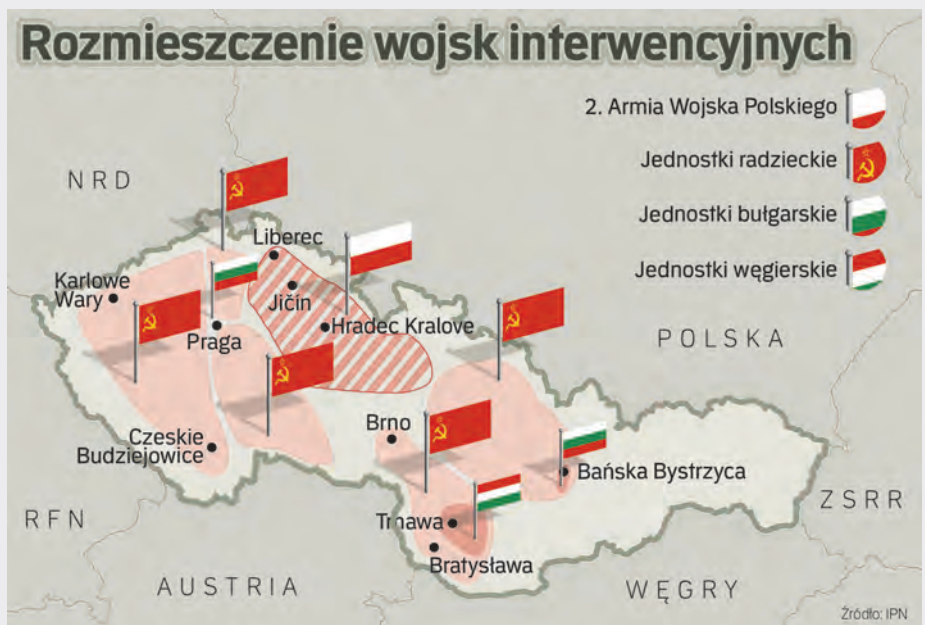 Rozmieszczenie wojsk interwencyjnych
2. Armia Wojska Polskiego
Jednostki radzieckie
Jednostki bułgarskie
Jednostki węgierskie
NRD
Liberec
Karlowe
Wary
Jičín
Hradec Kralove
Praga
POLSKA
Brno
Czeskie
Budziejowice
Bańska Bystrzyca
ZSRR
RFN
Trnawa
Bratysława
AUSTRIA
WĘGRY
Źródło: IPN